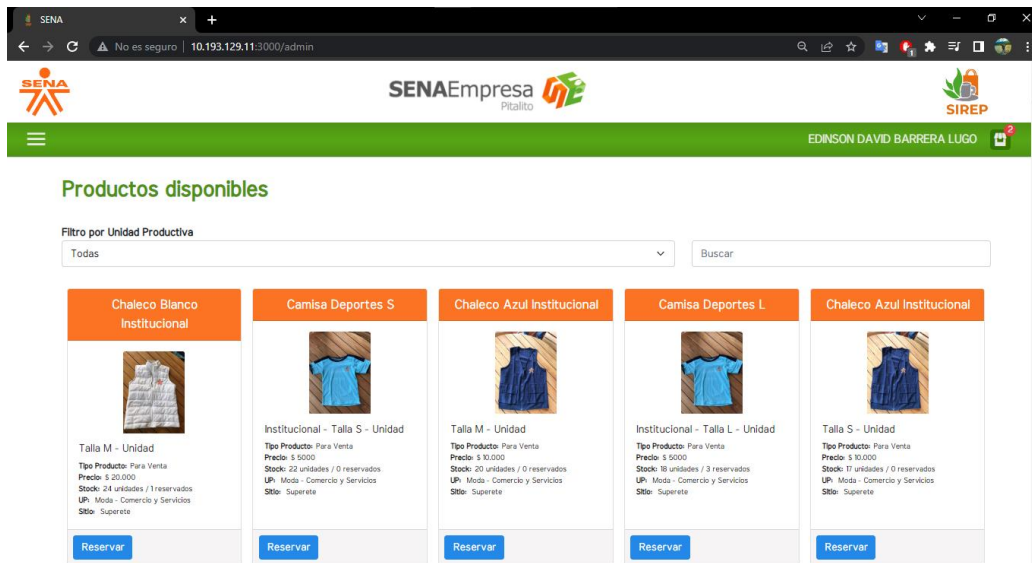 SENA
No es seguro | 10.193.129.11:3000/admin
1
SENA
SENAEmpresa
Pitalito
SIREP
EDINSON DAVID BARRERA LUGO
2
Productos disponibles
Filtro por Unidad Productiva
Todas
Buscar
Chaleco Blanco
Institucional
Talla M - Unidad
Tipo Producto: Para Venta
Precio: $ 20.000
Stock: 24 unidades / 1 reservados
UP: Moda - Comercio y Servicios
Sitio: Superete
Reservar
Camisa Deportes S
Institucional - Talla S - Unidad
Tipo Producto: Para Venta
Precio: $ 5000
Stock: 22 unidades / 0 reservados
UP: Moda - Comercio y Servicios
Sitio: Superete
Reservar
Chaleco Azul Institucional
Talla M - Unidad
Tipo Producto: Para Venta
Precio: $ 10.000
Stock: 20 unidades / 0 reservados
UP: Moda - Comercio y Servicios
Sitio: Superete
Reservar
Camisa Deportes L
Institucional - Talla L - Unidad
Tipo Producto: Para Venta
Precio: $ 5000
Stock: 18 unidades / 3 reservados
UP: Moda - Comercio y Servicios
Sitio: Superete
Reservar
Chaleco Azul Institucional
Talla S - Unidad
Tipo Producto: Para Venta
Precio: $ 10.000
Stock: 17 unidades / 0 reservados
UP: Moda - Comercio y Servicios
Sitio: Superete
Reservar